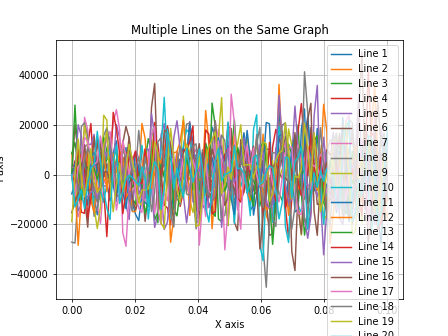 Multiple Lines on the Same Graph
40000
20000
0
−20000
−40000
0.00
0.02
0.04
0.06
X axis
Line 1
Line 2
Line 3
Line 4
Line 5
Line 6
Line 7
Line 8
Line 9
Line 10
Line 11
Line 12
Line 13
Line 14
Line 15
Line 16
Line 17
Line 18
Line 19
Line 20